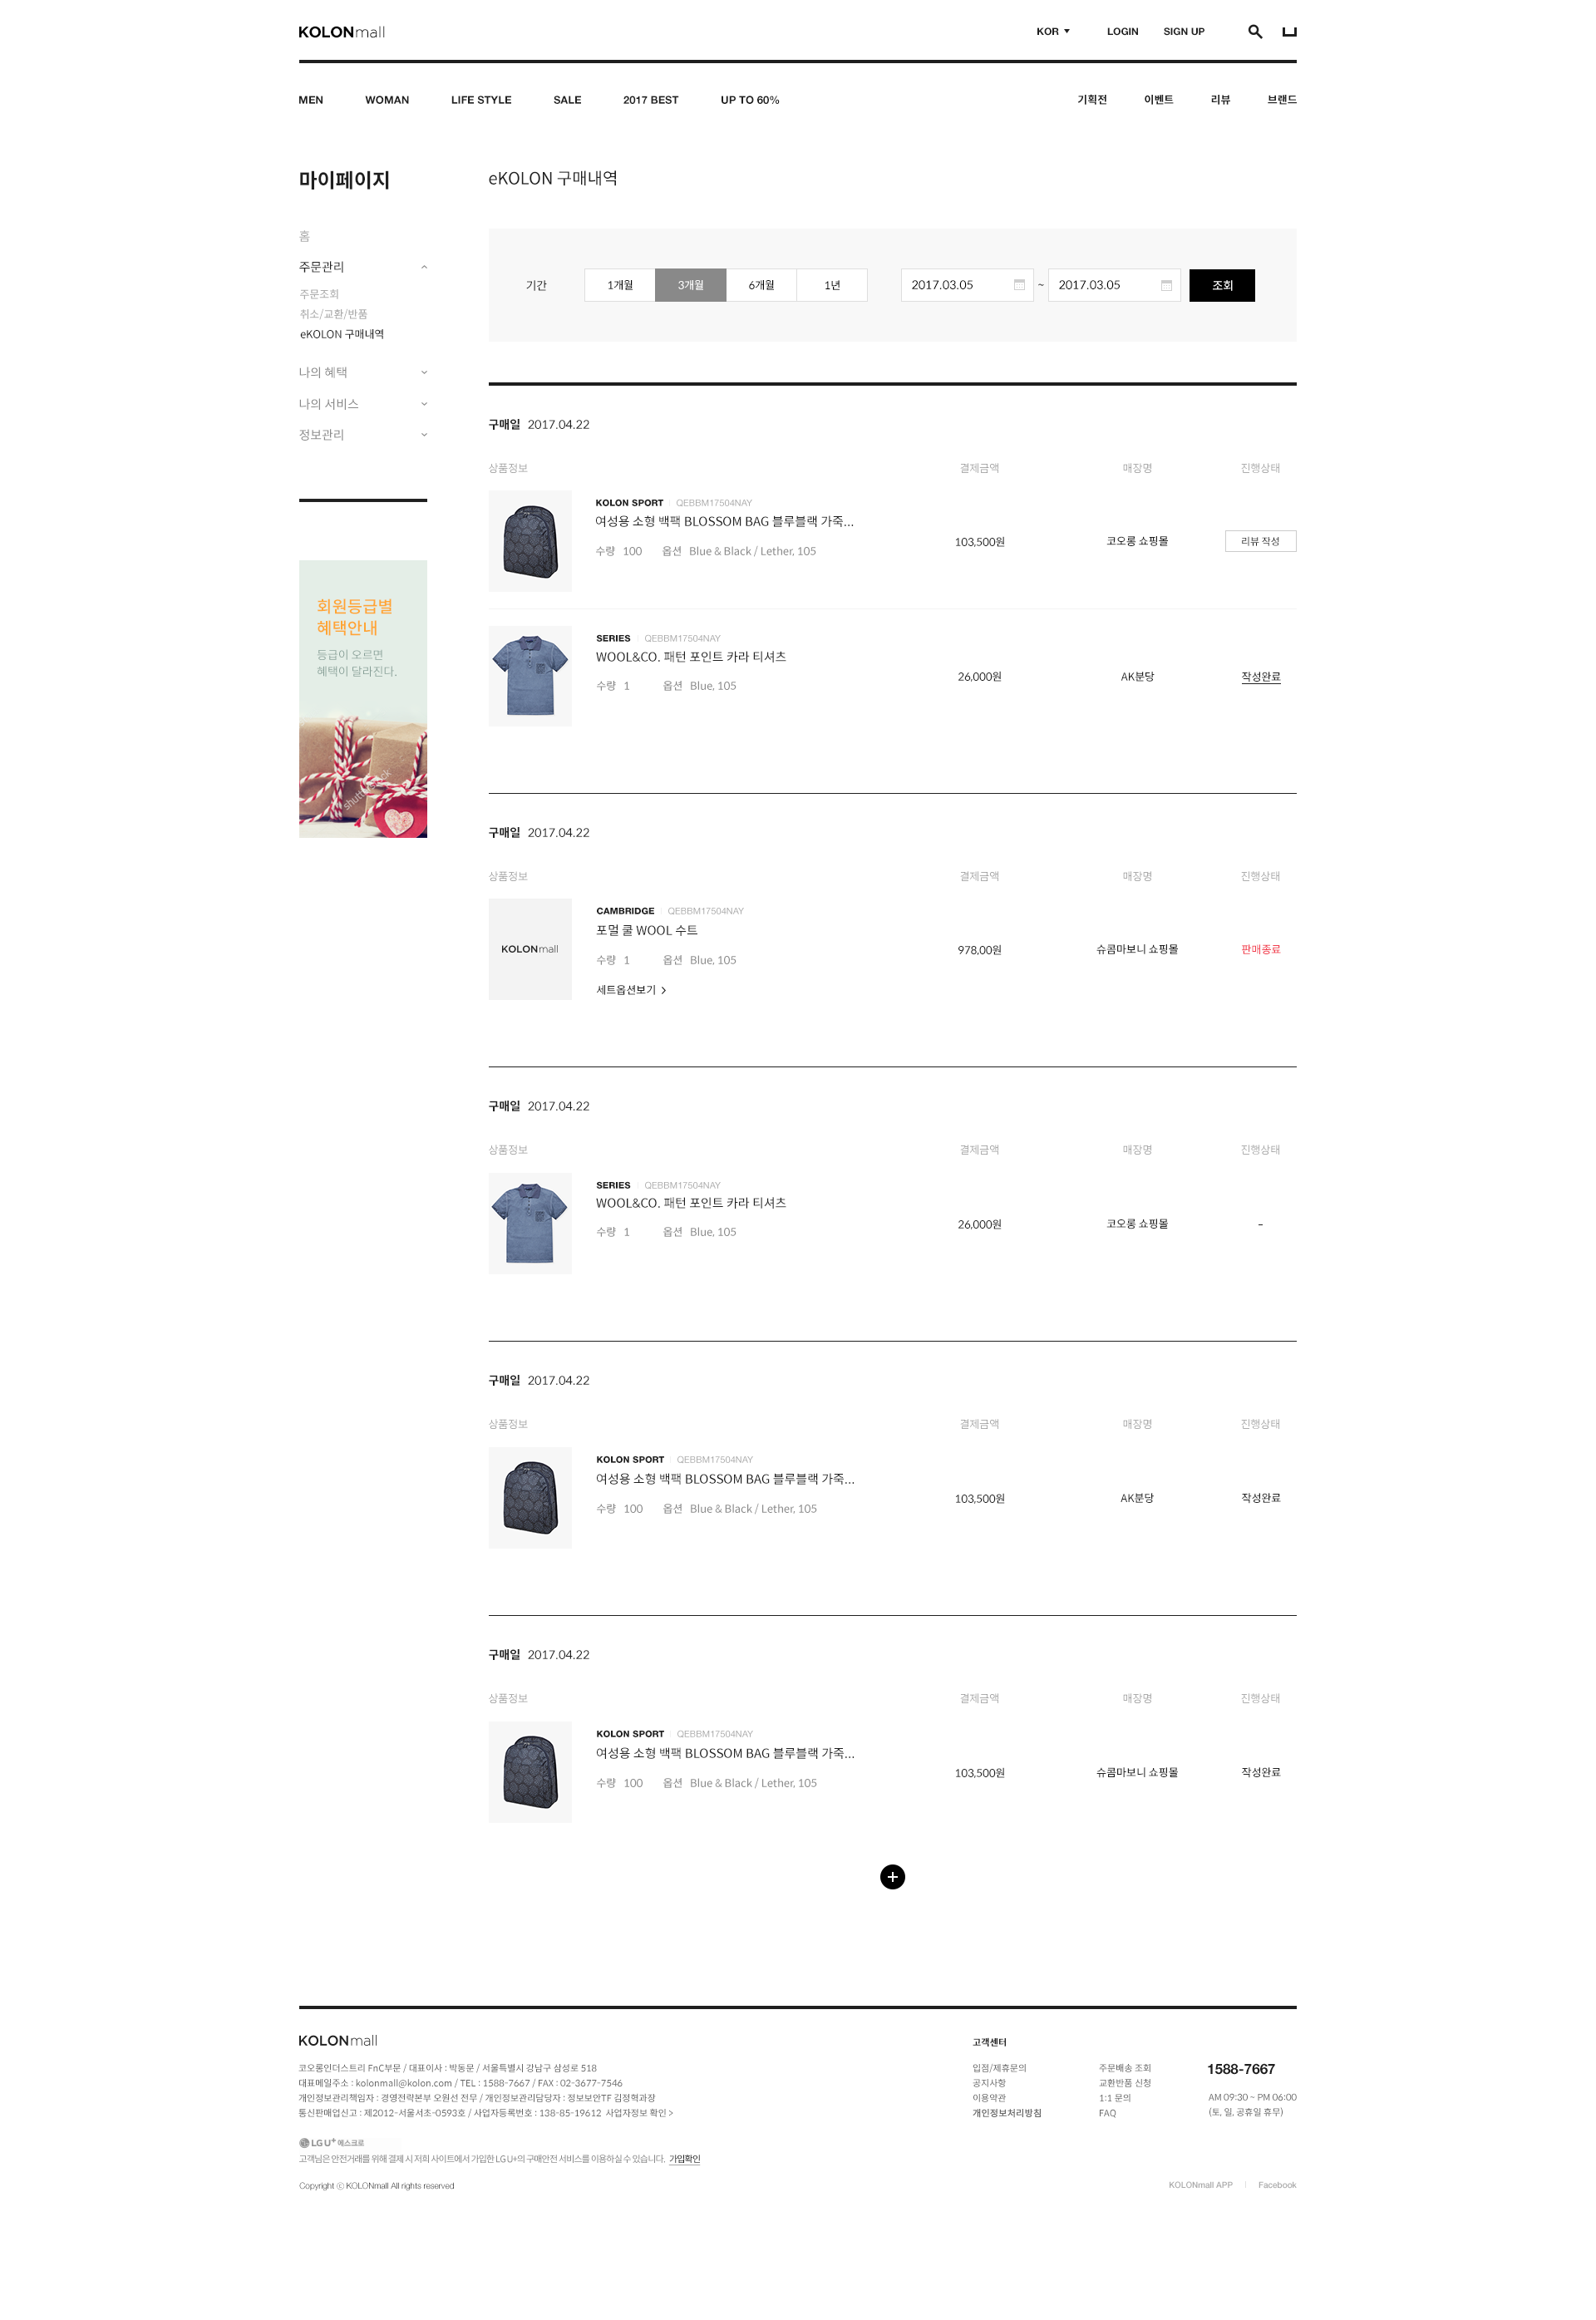 KOLONmall
KOR LOGIN SIGN UP
MEN WOMAN LIFE STYLE SALE 2017 BEST UP TO 60% 기획전 이벤트 리뷰 브랜드
마이페이지
홈
주문관리
주문조회
취소/교환/반품
eKOLON 구매내역
나의 혜택
나의 서비스
정보관리
회원등급별
혜택안내
등급이 오르면
혜택이 달라진다.
shutterstock
eKOLON 구매내역
기간 1개월 3개월 6개월 1년 2017.03.05 ~ 2017.03.05 조회
구매일 2017.04.22
상품정보 결제금액 매장명 진행상태
KOLON SPORT QEBBM17504NAY
여성용 소형 백팩 BLOSSOM BAG 블루블랙 가죽...
수량 100 옵션 Blue & Black / Lether, 105
103,500원 코오롱 쇼핑몰 리뷰 작성
SERIES QEBBM17504NAY
WOOL&CO. 패턴 포인트 카라 티셔츠
수량 1 옵션 Blue, 105
26,000원 AK분당 작성완료
구매일 2017.04.22
상품정보 결제금액 매장명 진행상태
KOLONmall
CAMBRIDGE QEBBM17504NAY
포멀 쿨 WOOL 수트
수량 1 옵션 Blue, 105
세트옵션보기 >
978,00원 슈콤마보니 쇼핑몰 판매종료
구매일 2017.04.22
상품정보 결제금액 매장명 진행상태
SERIES QEBBM17504NAY
WOOL&CO. 패턴 포인트 카라 티셔츠
수량 1 옵션 Blue, 105
26,000원 코오롱 쇼핑몰 -
구매일 2017.04.22
상품정보 결제금액 매장명 진행상태
KOLON SPORT QEBBM17504NAY
여성용 소형 백팩 BLOSSOM BAG 블루블랙 가죽...
수량 100 옵션 Blue & Black / Lether, 105
103,500원 AK분당 작성완료
구매일 2017.04.22
상품정보 결제금액 매장명 진행상태
KOLON SPORT QEBBM17504NAY
여성용 소형 백팩 BLOSSOM BAG 블루블랙 가죽...
수량 100 옵션 Blue & Black / Lether, 105
103,500원 슈콤마보니 쇼핑몰 작성완료
KOLONmall
코오롱인더스트리 FnC부문 / 대표이사 : 박동문 / 서울특별시 강남구 삼성로 518
대표메일주소 : kolonmall@kolon.com / TEL : 1588-7667 / FAX : 02-3677-7546
개인정보관리책임자 : 경영전략본부 오원선 전무 / 개인정보관리담당자 : 정보보안TF 김정혁과장
통신판매업신고 : 제2012-서울서초-0593호 / 사업자등록번호 : 138-85-19612 사업자정보 확인 >
LG U+ 에스크로
고객님은 안전거래를 위해 결제 시 저희 사이트에서 가입한 LG U+의 구매안전 서비스를 이용하실 수 있습니다. 가입확인
Copyright ⓒ KOLONmall All rights reserved
고객센터
입점/제휴문의
공지사항
이용약관
개인정보처리방침
주문배송 조회
교환반품 신청
1:1 문의
FAQ
1588-7667
AM 09:30 ~ PM 06:00
(토, 일, 공휴일 휴무)
KOLONmall APP | Facebook